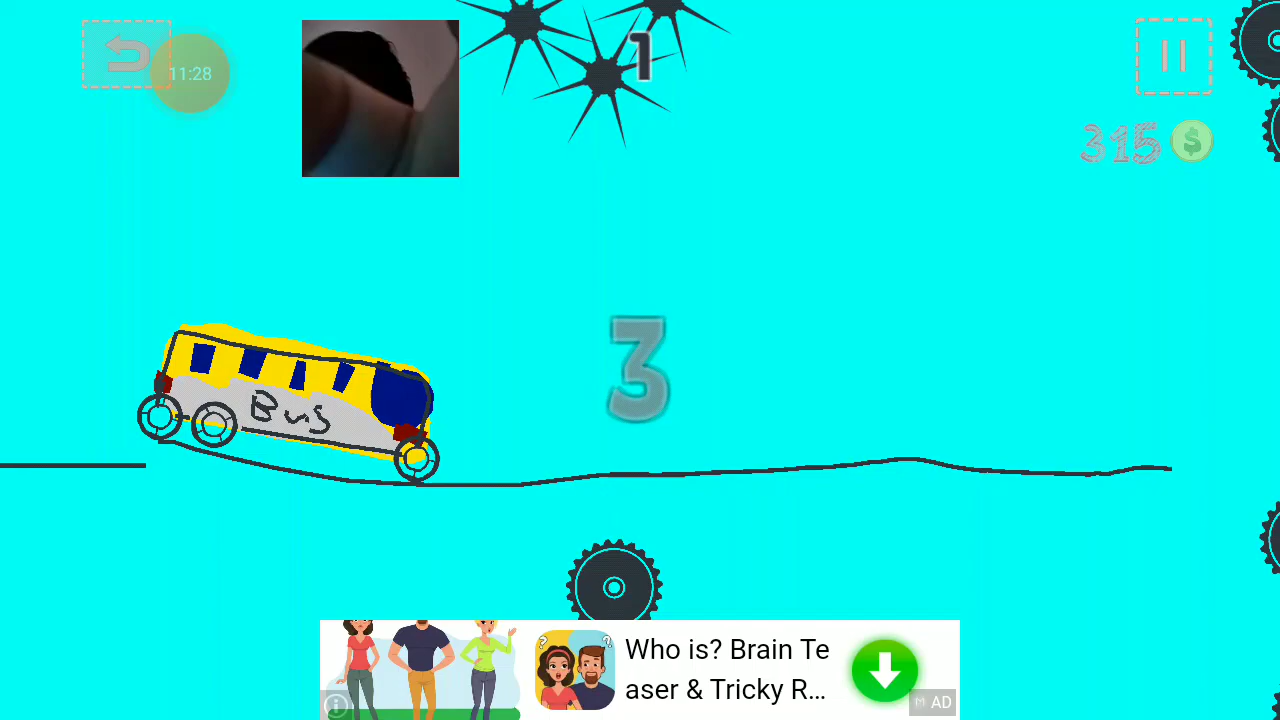 11:28
1
315 $
3
Bus
Who is? Brain Te
aser & Tricky R...
AD